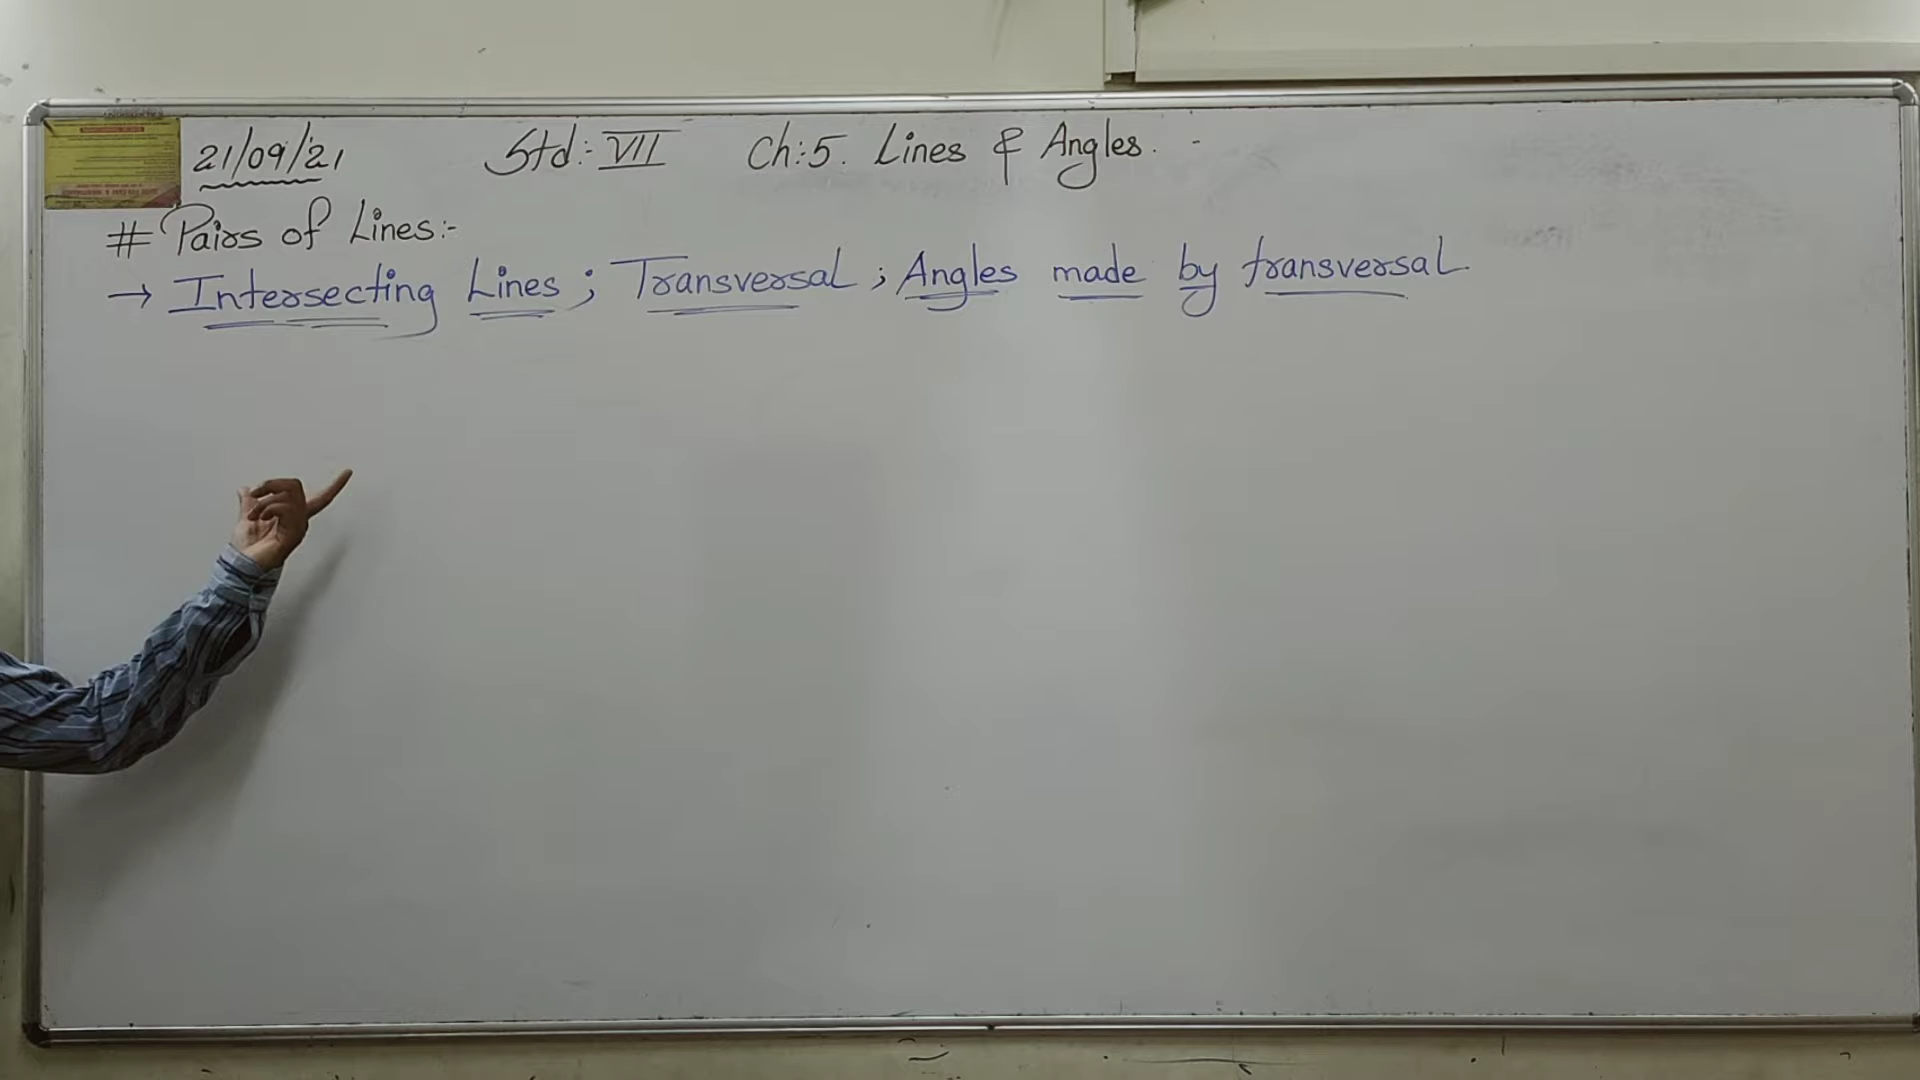 21/09/21 Std:- VII Ch:5. Lines & Angles.
# Pairs of Lines:-
→ Intersecting Lines ; Transversal ; Angles made by transversal.